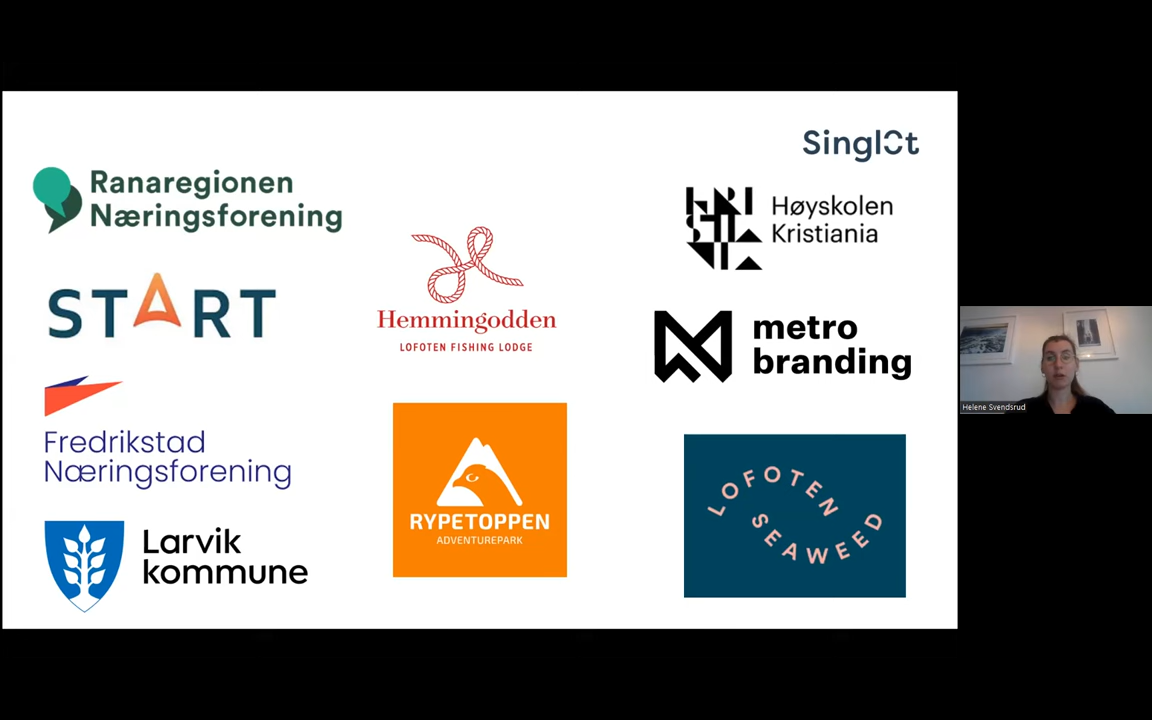 Singlot
Ranaregionen
Næringsforening
START
Fredrikstad
Næringsforening
Larvik
kommune
Hemmingodden
LOFOTEN FISHING LODGE
RYPETOPPEN
ADVENTUREPARK
KRISTIANIA
Høyskolen
Kristiania
metro
branding
LOFOTEN
SEAWEED
Helene Svendsrud